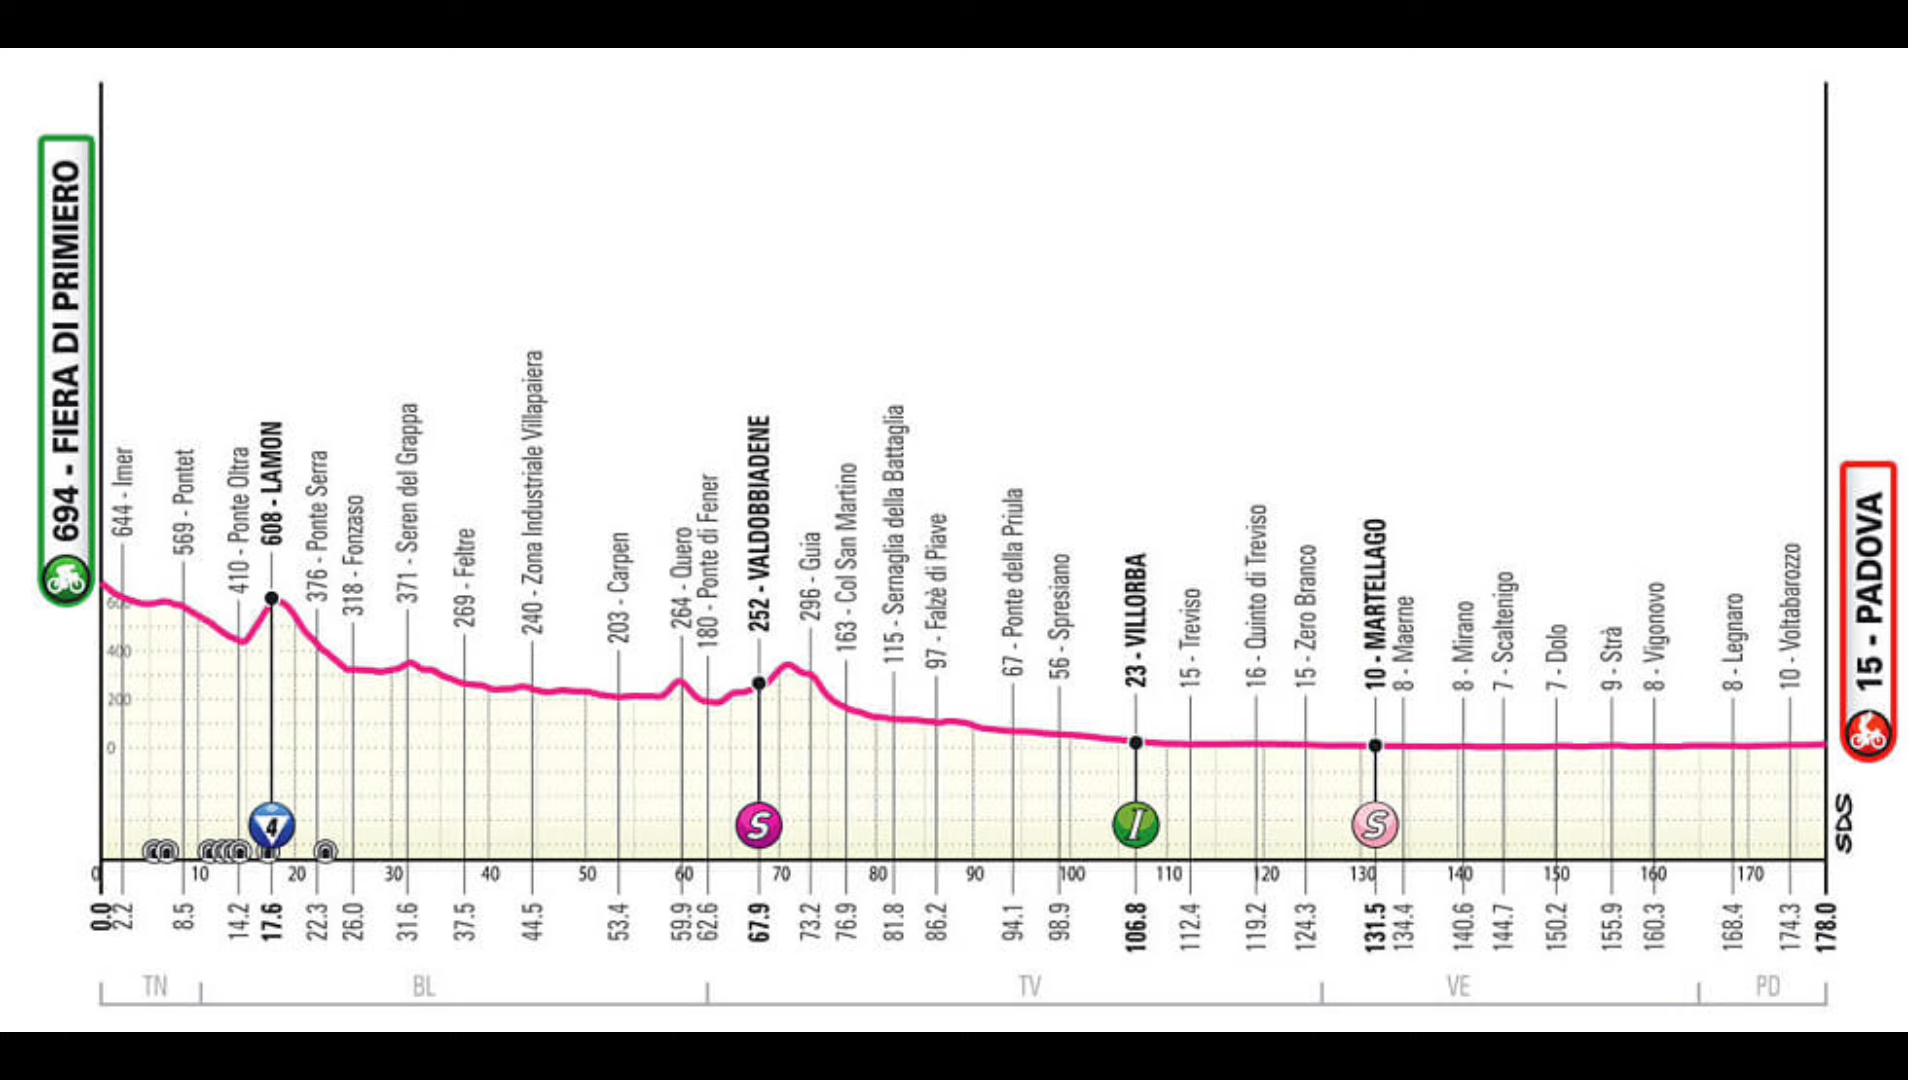 694 - FIERA DI PRIMIERO
644 - Imer
569 - Pontet
410 - Ponte Oltra
608 - LAMON
376 - Ponte Serra
318 - Fonzaso
371 - Seren del Grappa
269 - Feltre
240 - Zona Industriale Villapaiera
203 - Carpen
264 - Quero
180 - Ponte di Fener
252 - VALDOBBIADENE
296 - Guia
163 - Col San Martino
115 - Sernaglia della Battaglia
97 - Falzè di Piave
67 - Ponte della Priula
56 - Spresiano
23 - VILLORBA
15 - Treviso
16 - Quinto di Treviso
15 - Zero Branco
10 - MARTELLAGO
8 - Maerne
8 - Mirano
7 - Scaltenigo
7 - Dolo
9 - Strà
8 - Vigonovo
8 - Legnaro
10 - Voltabarozzo
15 - PADOVA
600
400
200
0
4
S
I
S
SDS
0 10 20 30 40 50 60 70 80 90 100 110 120 130 140 150 160 170
0.0 2.2 8.5 14.2 17.6 22.3 26.0 31.6 37.5 44.5 53.4 59.9 62.6 67.9 73.2 76.9 81.8 86.2 94.1 98.9 106.8 112.4 119.2 124.3 131.5 134.4 140.6 144.7 150.2 155.9 160.3 168.4 174.3 178.0
TN BL TV VE PD